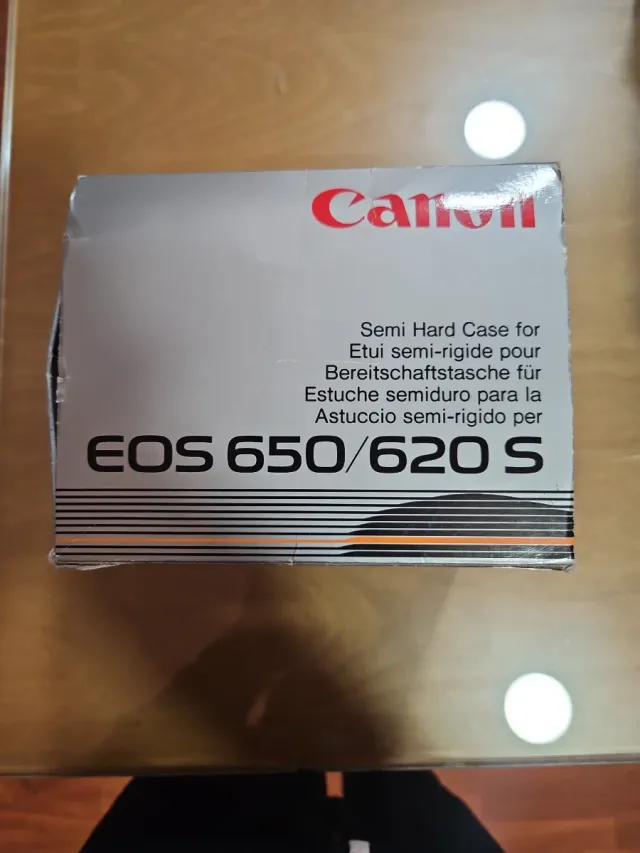 Canon
Semi Hard Case for
Etui semi-rigide pour
Bereitschaftstasche für
Estuche semiduro para la
Astuccio semi-rigido per
EOS 650/620 S